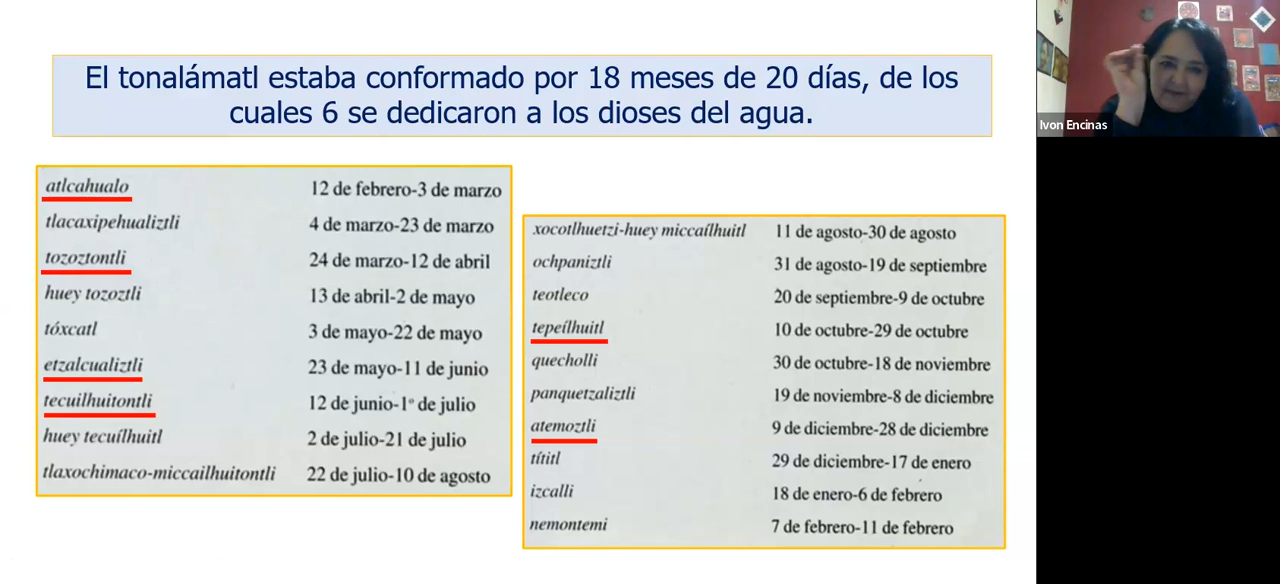 El tonalámatl estaba conformado por 18 meses de 20 días, de los
cuales 6 se dedicaron a los dioses del agua.
atlcahualo 12 de febrero-3 de marzo
tlacaxipehualiztli 4 de marzo-23 de marzo
tozoztontli 24 de marzo-12 de abril
huey tozoztli 13 de abril-2 de mayo
tóxcatl 3 de mayo-22 de mayo
etzalcualiztli 23 de mayo-11 de junio
tecuilhuitontli 12 de junio-1º de julio
huey tecuílhuitl 2 de julio-21 de julio
tlaxochimaco-miccailhuitontli 22 de julio-10 de agosto
xocotlhuetzi-huey miccaílhuitl 11 de agosto-30 de agosto
ochpaniztli 31 de agosto-19 de septiembre
teotleco 20 de septiembre-9 de octubre
tepeílhuitl 10 de octubre-29 de octubre
quecholli 30 de octubre-18 de noviembre
panquetzaliztli 19 de noviembre-8 de diciembre
atemoztli 9 de diciembre-28 de diciembre
títitl 29 de diciembre-17 de enero
izcalli 18 de enero-6 de febrero
nemontemi 7 de febrero-11 de febrero
Ivon Encinas